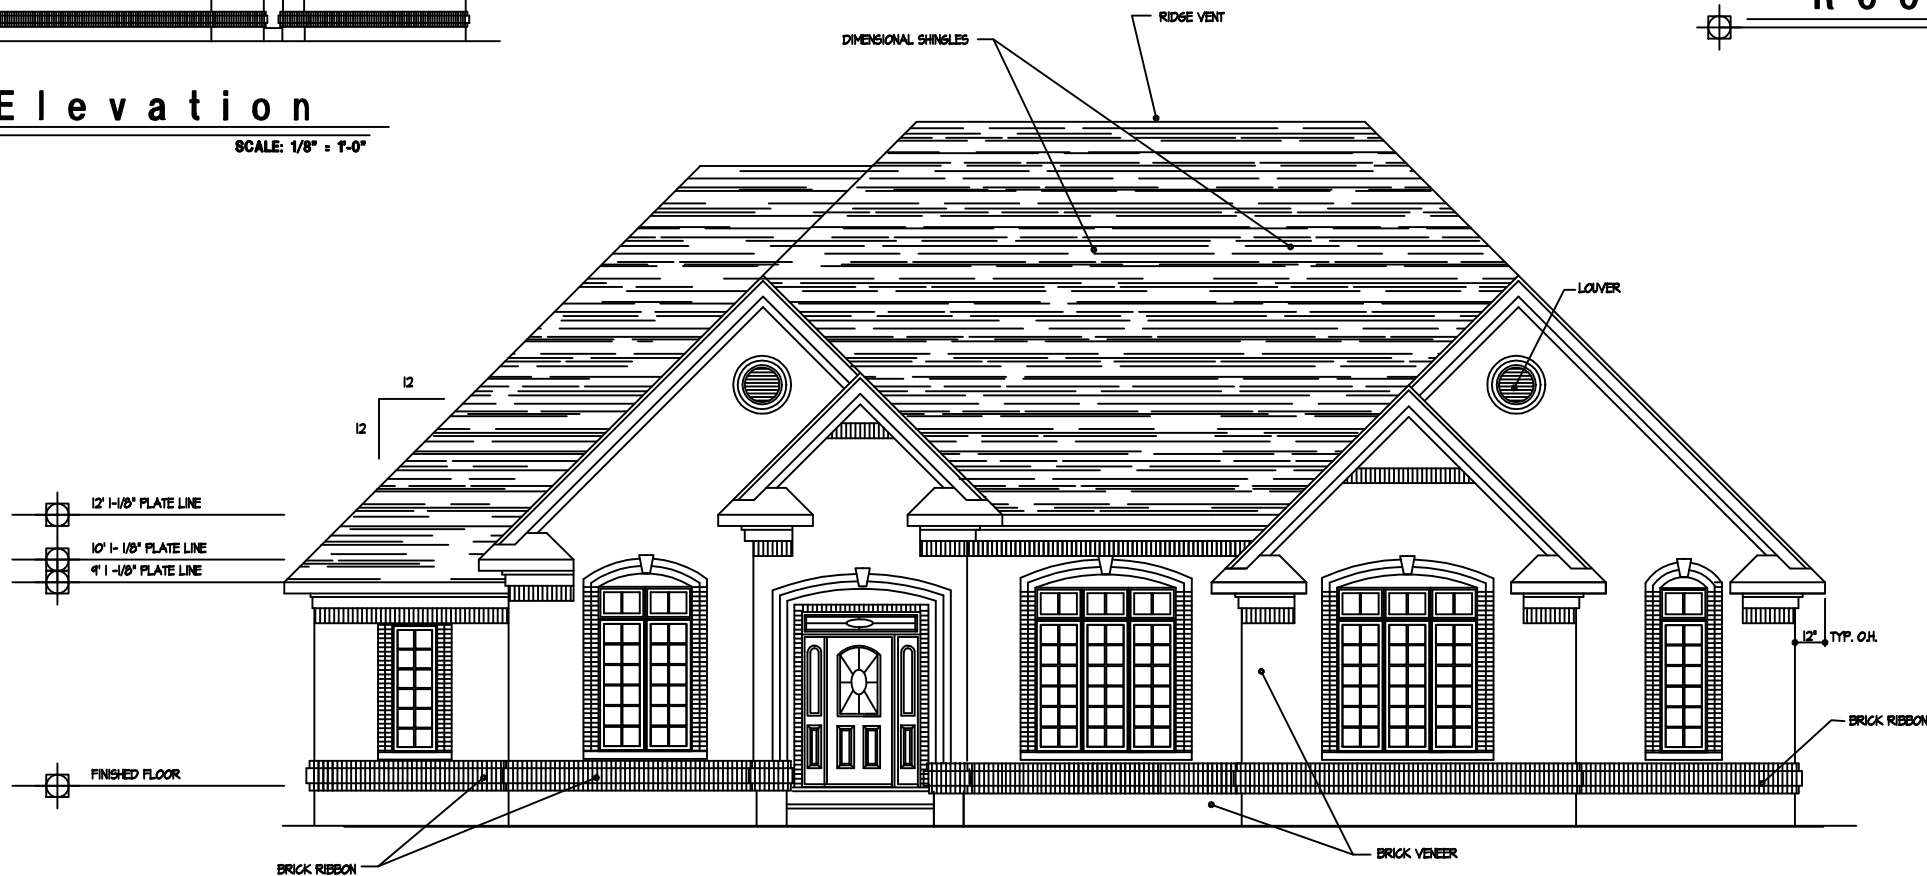 RIDGE VENT
DIMENSIONAL SHINGLES
Elevation
SCALE: 1/8" = 1'-0"
LOUVER
12
12
12' 1-1/8" PLATE LINE
10' 1- 1/8" PLATE LINE
9' 1 -1/8" PLATE LINE
12" TYP. O.H.
BRICK RIBBON
FINISHED FLOOR
BRICK VENEER
BRICK RIBBON